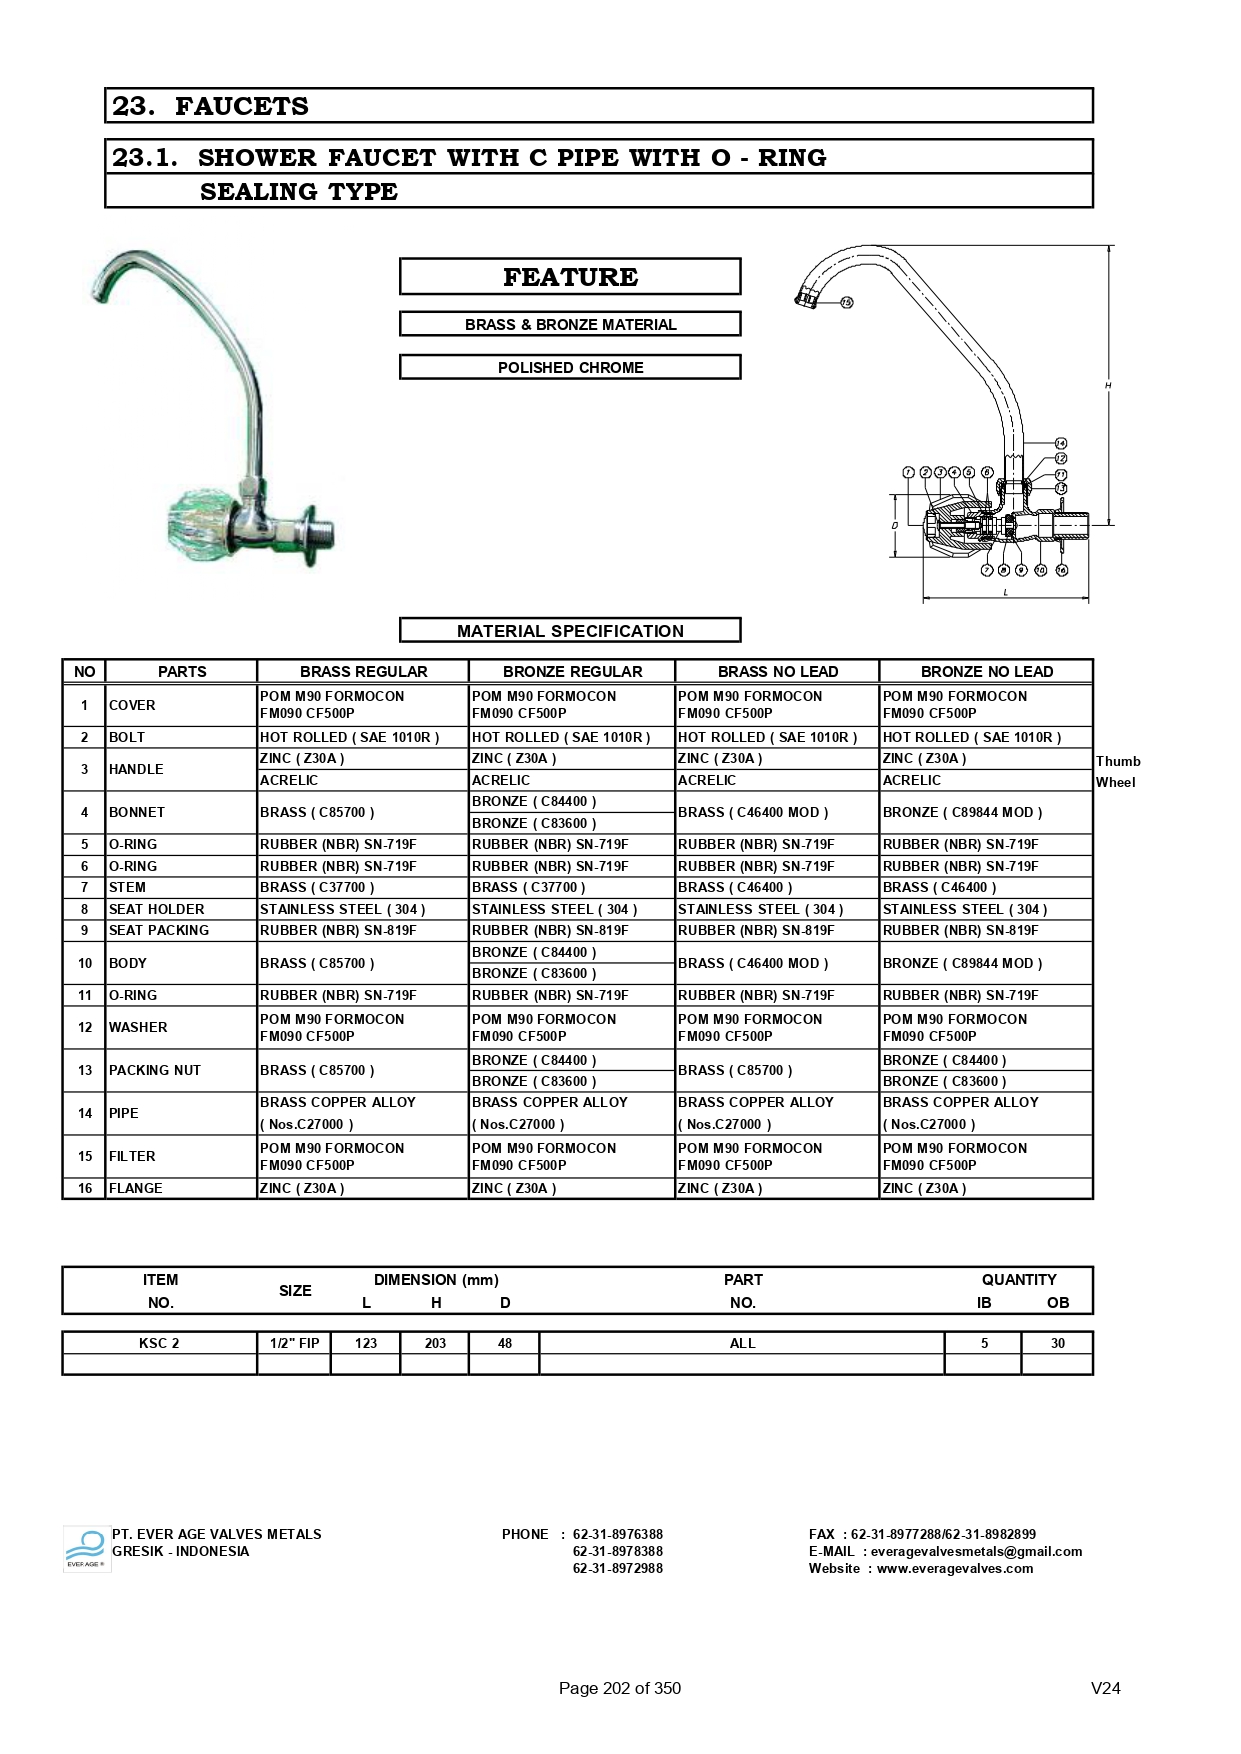 23. FAUCETS
23.1. SHOWER FAUCET WITH C PIPE WITH O - RING
SEALING TYPE
FEATURE
BRASS & BRONZE MATERIAL
POLISHED CHROME
15
H
14
12
11
13
1 2 3 4 5 6
D
7 8 9 10 16
L
MATERIAL SPECIFICATION
NO PARTS BRASS REGULAR BRONZE REGULAR BRASS NO LEAD BRONZE NO LEAD
1 COVER POM M90 FORMOCON FM090 CF500P POM M90 FORMOCON FM090 CF500P POM M90 FORMOCON FM090 CF500P POM M90 FORMOCON FM090 CF500P
2 BOLT HOT ROLLED ( SAE 1010R ) HOT ROLLED ( SAE 1010R ) HOT ROLLED ( SAE 1010R ) HOT ROLLED ( SAE 1010R )
3 HANDLE ZINC ( Z30A ) ZINC ( Z30A ) ZINC ( Z30A ) ZINC ( Z30A ) Thumb
ACRELIC ACRELIC ACRELIC ACRELIC Wheel
4 BONNET BRASS ( C85700 ) BRONZE ( C84400 ) BRONZE ( C83600 ) BRASS ( C46400 MOD ) BRONZE ( C89844 MOD )
5 O-RING RUBBER (NBR) SN-719F RUBBER (NBR) SN-719F RUBBER (NBR) SN-719F RUBBER (NBR) SN-719F
6 O-RING RUBBER (NBR) SN-719F RUBBER (NBR) SN-719F RUBBER (NBR) SN-719F RUBBER (NBR) SN-719F
7 STEM BRASS ( C37700 ) BRASS ( C37700 ) BRASS ( C46400 ) BRASS ( C46400 )
8 SEAT HOLDER STAINLESS STEEL ( 304 ) STAINLESS STEEL ( 304 ) STAINLESS STEEL ( 304 ) STAINLESS STEEL ( 304 )
9 SEAT PACKING RUBBER (NBR) SN-819F RUBBER (NBR) SN-819F RUBBER (NBR) SN-819F RUBBER (NBR) SN-819F
10 BODY BRASS ( C85700 ) BRONZE ( C84400 ) BRONZE ( C83600 ) BRASS ( C46400 MOD ) BRONZE ( C89844 MOD )
11 O-RING RUBBER (NBR) SN-719F RUBBER (NBR) SN-719F RUBBER (NBR) SN-719F RUBBER (NBR) SN-719F
12 WASHER POM M90 FORMOCON FM090 CF500P POM M90 FORMOCON FM090 CF500P POM M90 FORMOCON FM090 CF500P POM M90 FORMOCON FM090 CF500P
13 PACKING NUT BRASS ( C85700 ) BRONZE ( C84400 ) BRONZE ( C83600 ) BRASS ( C85700 ) BRONZE ( C84400 ) BRONZE ( C83600 )
14 PIPE BRASS COPPER ALLOY ( Nos.C27000 ) BRASS COPPER ALLOY ( Nos.C27000 ) BRASS COPPER ALLOY ( Nos.C27000 ) BRASS COPPER ALLOY ( Nos.C27000 )
15 FILTER POM M90 FORMOCON FM090 CF500P POM M90 FORMOCON FM090 CF500P POM M90 FORMOCON FM090 CF500P POM M90 FORMOCON FM090 CF500P
16 FLANGE ZINC ( Z30A ) ZINC ( Z30A ) ZINC ( Z30A ) ZINC ( Z30A )
ITEM NO. SIZE DIMENSION (mm) PART NO. QUANTITY
L H D IB OB
KSC 2 1/2" FIP 123 203 48 ALL 5 30
EVER AGE ®
PT. EVER AGE VALVES METALS PHONE : 62-31-8976388 FAX : 62-31-8977288/62-31-8982899
GRESIK - INDONESIA 62-31-8978388 E-MAIL : everagevalvesmetals@gmail.com
62-31-8972988 Website : www.everagevalves.com
Page 202 of 350 V24